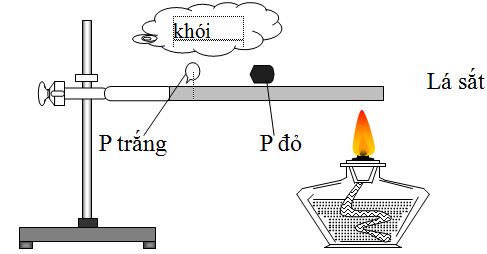 khói
Lá sắt
P trắng
P đỏ